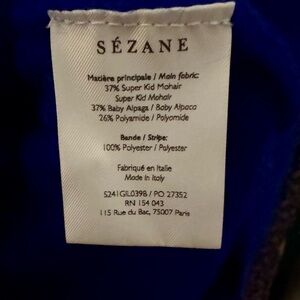 SÉZANE
Matière principale / Main fabric:
37% Super Kid Mohair
Super Kid Mohair
37% Baby Alpaga / Baby Alpaca
26% Polyamide / Polyamide
Bande / Stripe:
100% Polyester / Polyester
Fabriqué en Italie
Made in Italy
S241GIL039B / PO 27352
RN 154 043
115 Rue du Bac, 75007 Paris